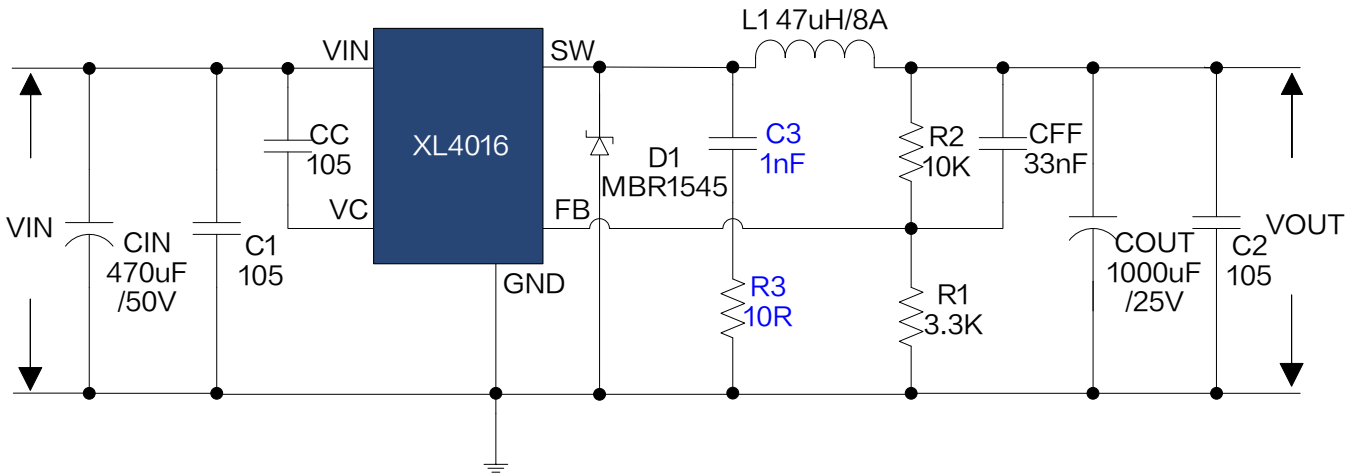 L1 47uH/8A
VIN
SW
XL4016
CC
105
C3
1nF
R2
10K
CFF
33nF
D1
MBR1545
VC
FB
VIN
CIN
470uF
/50V
C1
105
GND
R3
10R
R1
3.3K
COUT
1000uF
/25V
C2
105
VOUT